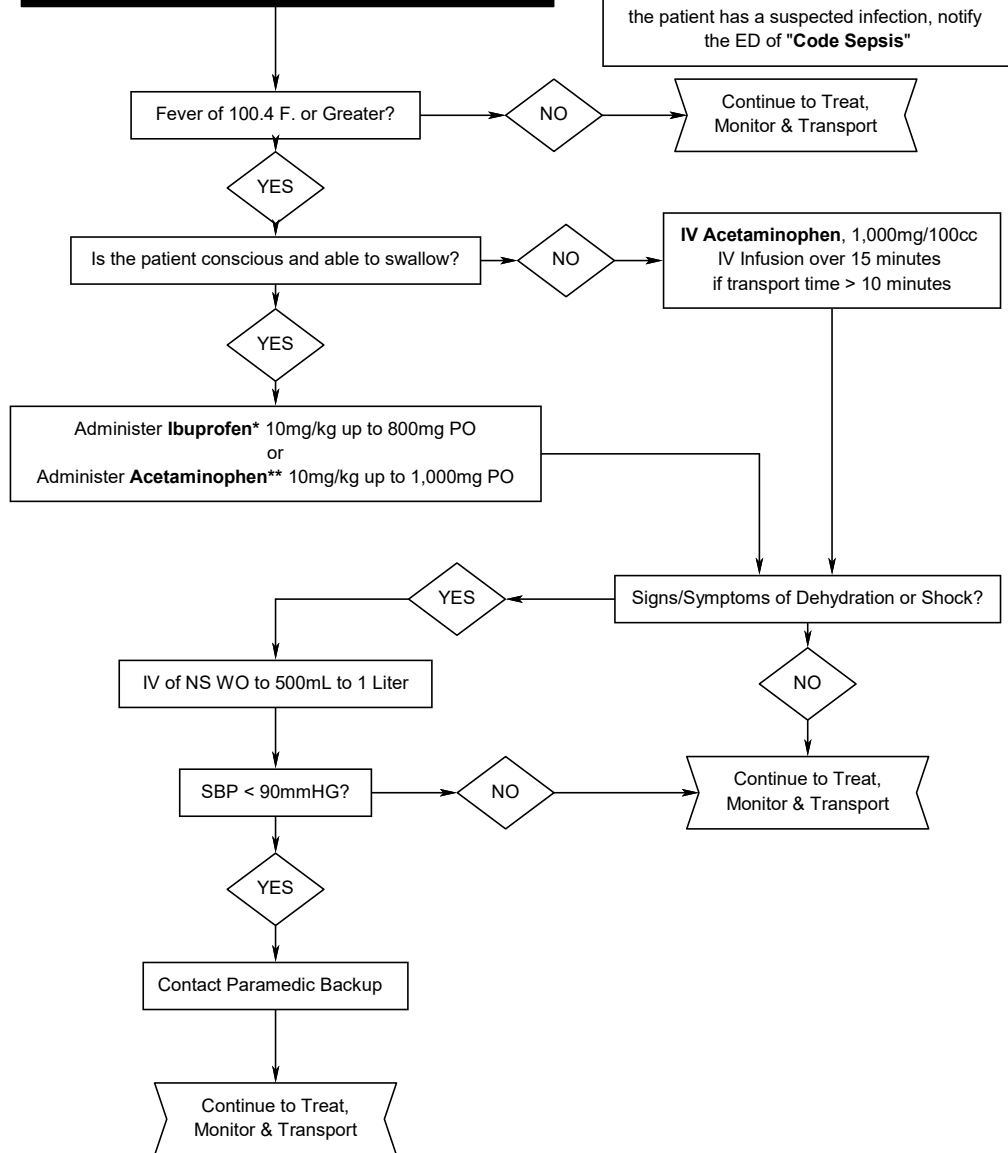 the patient has a suspected infection, notify
the ED of "Code Sepsis"
Fever of 100.4 F. or Greater?
NO
Continue to Treat,
Monitor & Transport
YES
Is the patient conscious and able to swallow?
NO
IV Acetaminophen, 1,000mg/100cc
IV Infusion over 15 minutes
if transport time > 10 minutes
YES
Administer Ibuprofen* 10mg/kg up to 800mg PO
or
Administer Acetaminophen** 10mg/kg up to 1,000mg PO
Signs/Symptoms of Dehydration or Shock?
YES
NO
IV of NS WO to 500mL to 1 Liter
SBP < 90mmHG?
NO
Continue to Treat,
Monitor & Transport
YES
Contact Paramedic Backup
Continue to Treat,
Monitor & Transport